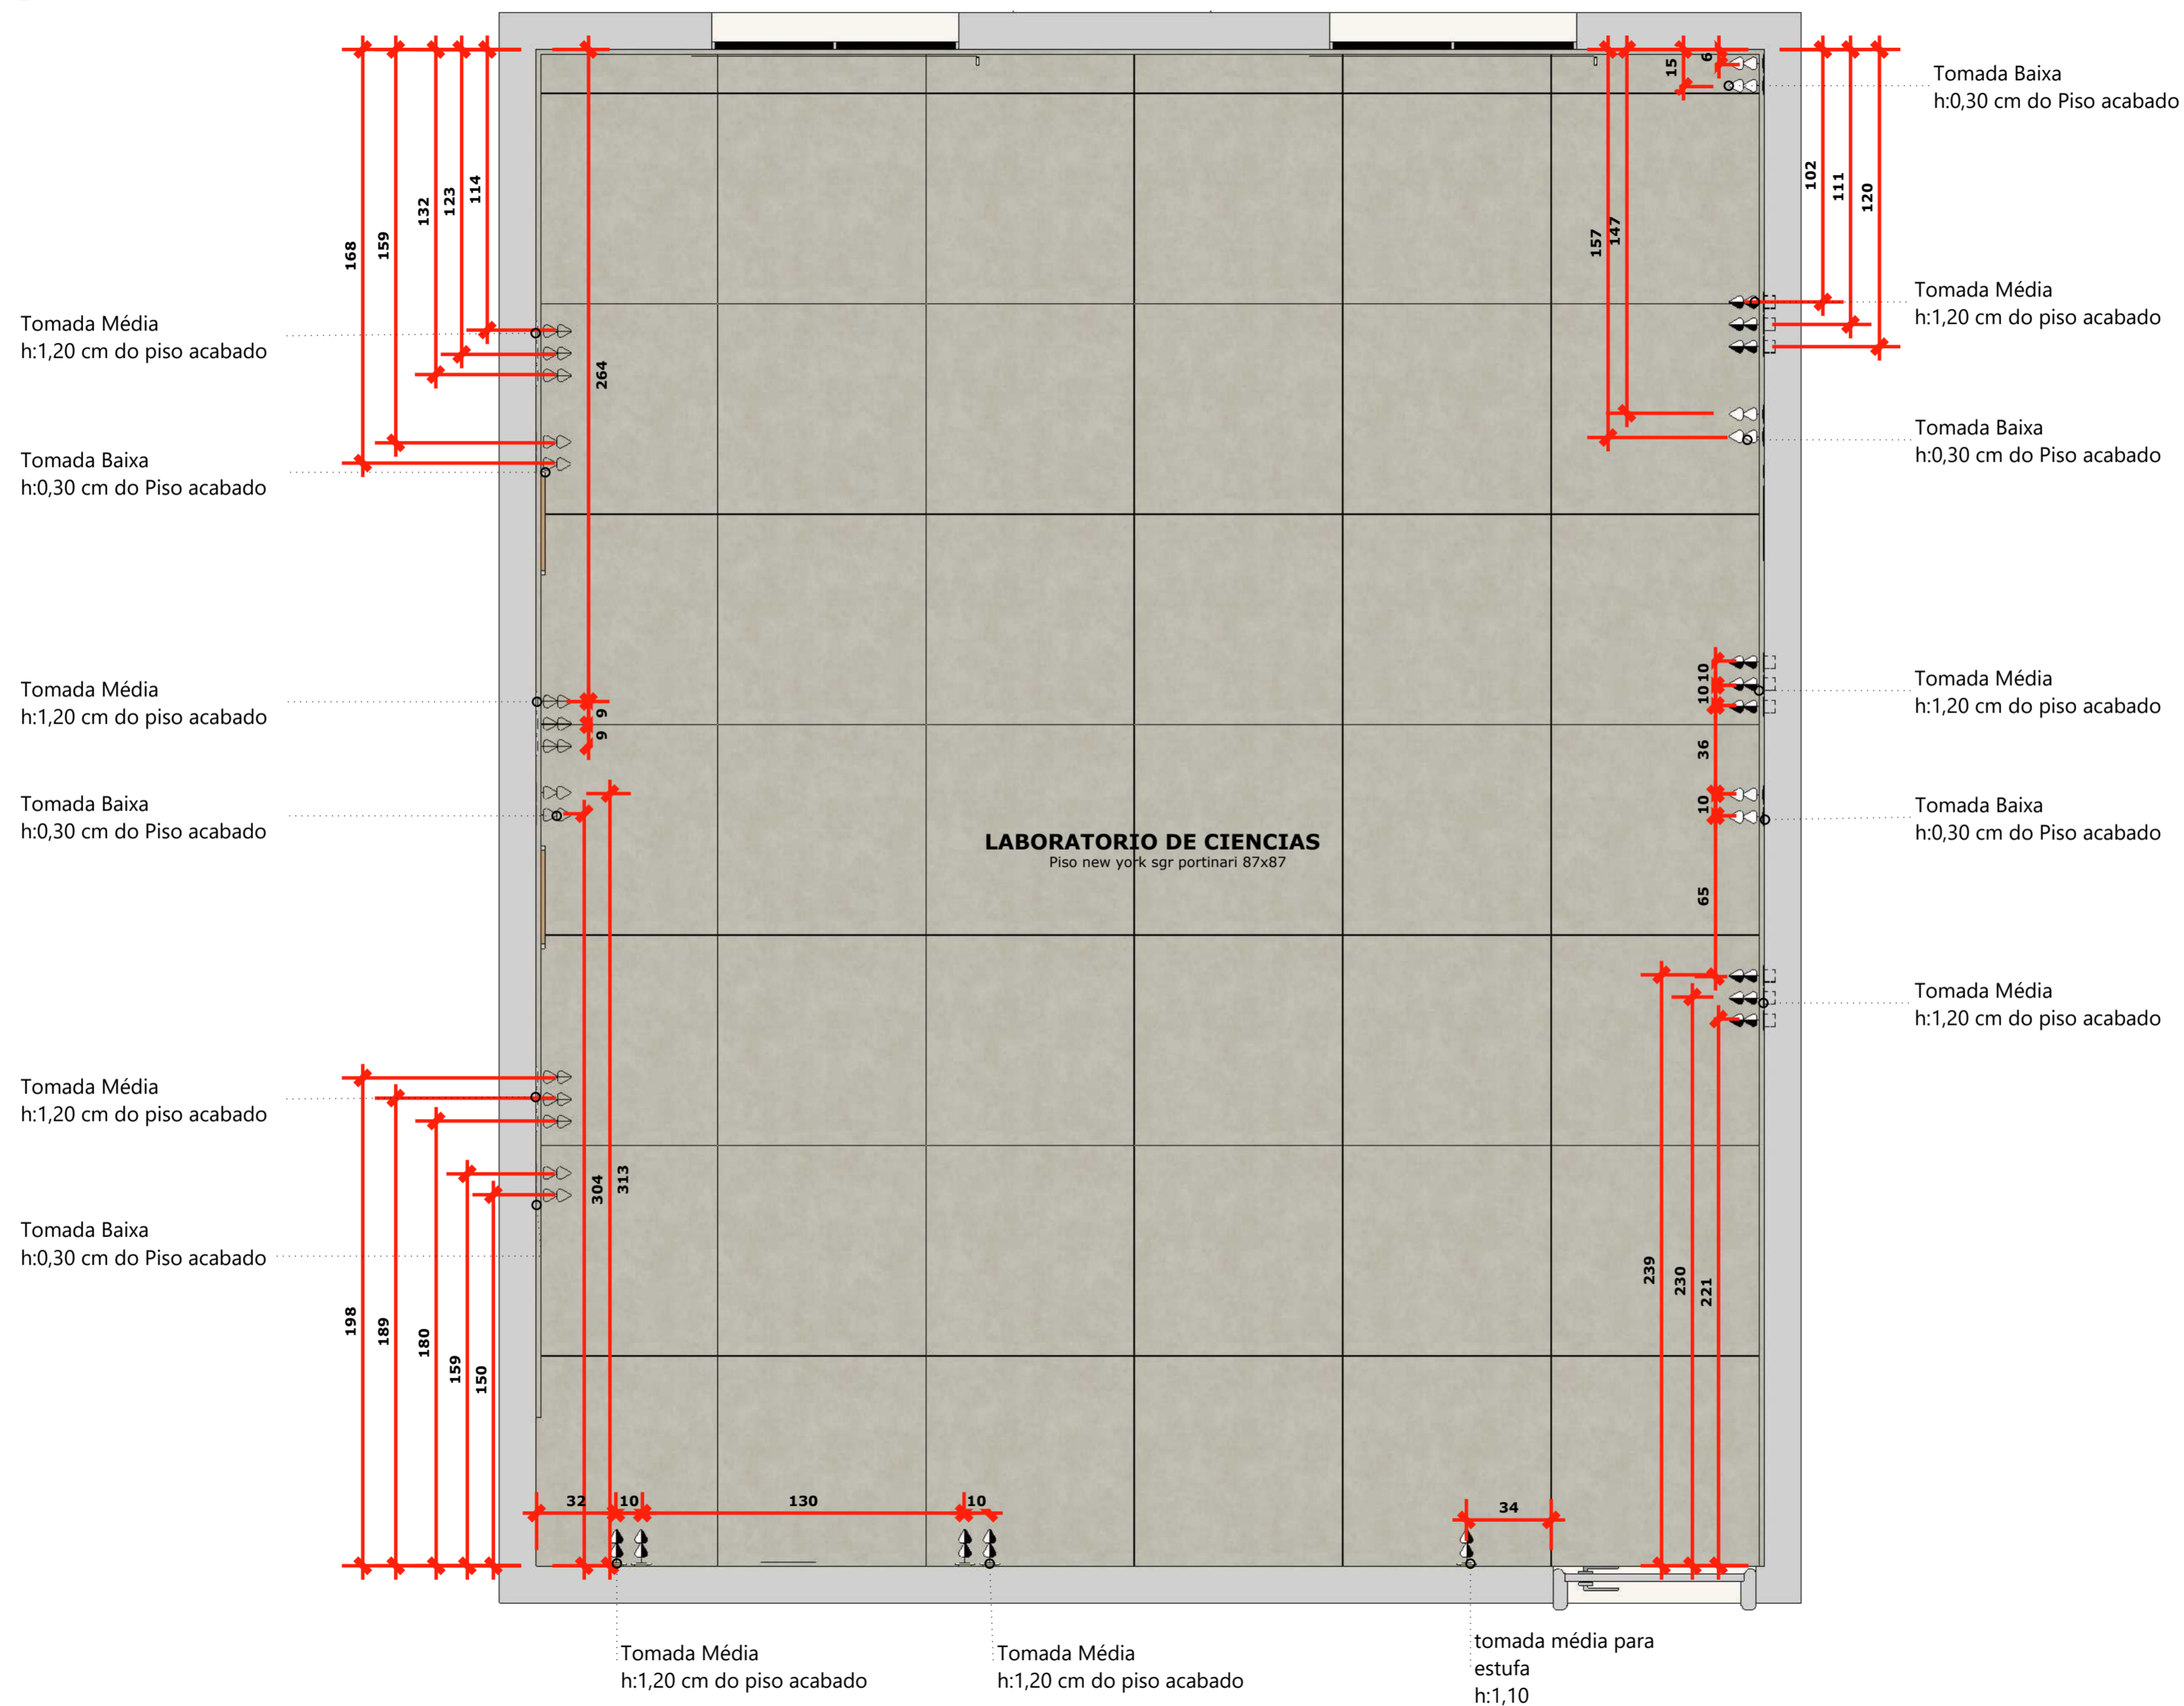 6
15
114
123
132
159
168
264
157
147
102
111
120
Tomada Baixa
h:0,30 cm do Piso acabado
Tomada Média
h:1,20 cm do piso acabado
Tomada Média
h:1,20 cm do piso acabado
Tomada Baixa
h:0,30 cm do Piso acabado
Tomada Baixa
h:0,30 cm do Piso acabado
Tomada Média
h:1,20 cm do piso acabado
9
9
10
10
36
10
65
Tomada Média
h:1,20 cm do piso acabado
Tomada Baixa
h:0,30 cm do Piso acabado
Tomada Baixa
h:0,30 cm do Piso acabado
LABORATORIO DE CIENCIAS
Piso new york sgr portinari 87x87
Tomada Média
h:1,20 cm do piso acabado
Tomada Média
h:1,20 cm do piso acabado
Tomada Baixa
h:0,30 cm do Piso acabado
198
189
180
159
150
304
313
239
230
221
32
10
130
10
34
Tomada Média
h:1,20 cm do piso acabado
Tomada Média
h:1,20 cm do piso acabado
tomada média para
estufa
h:1,10